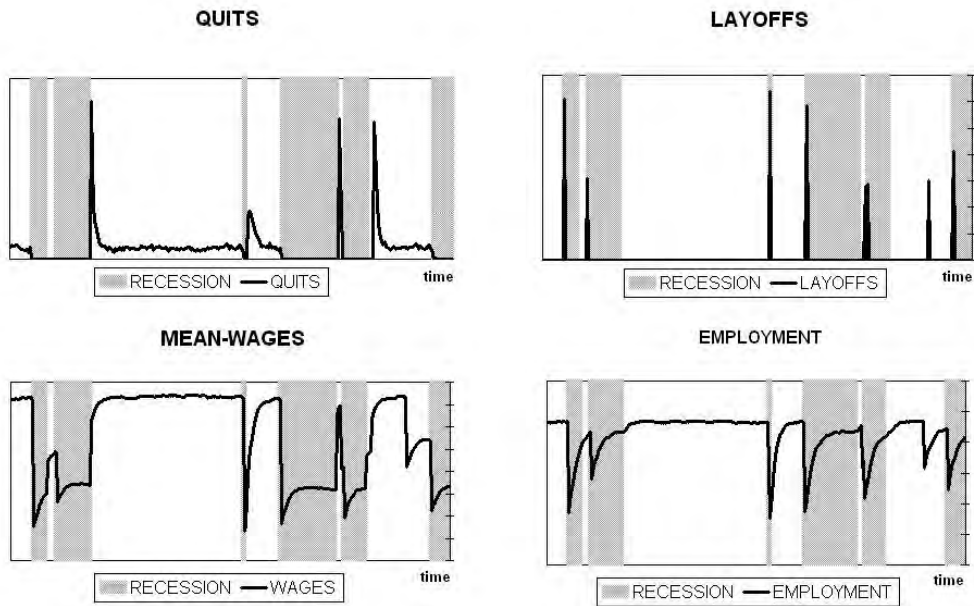 QUITS
LAYOFFS
time
RECESSION QUITS
time
RECESSION LAYOFFS
MEAN-WAGES
EMPLOYMENT
time
RECESSION WAGES
time
RECESSION EMPLOYMENT